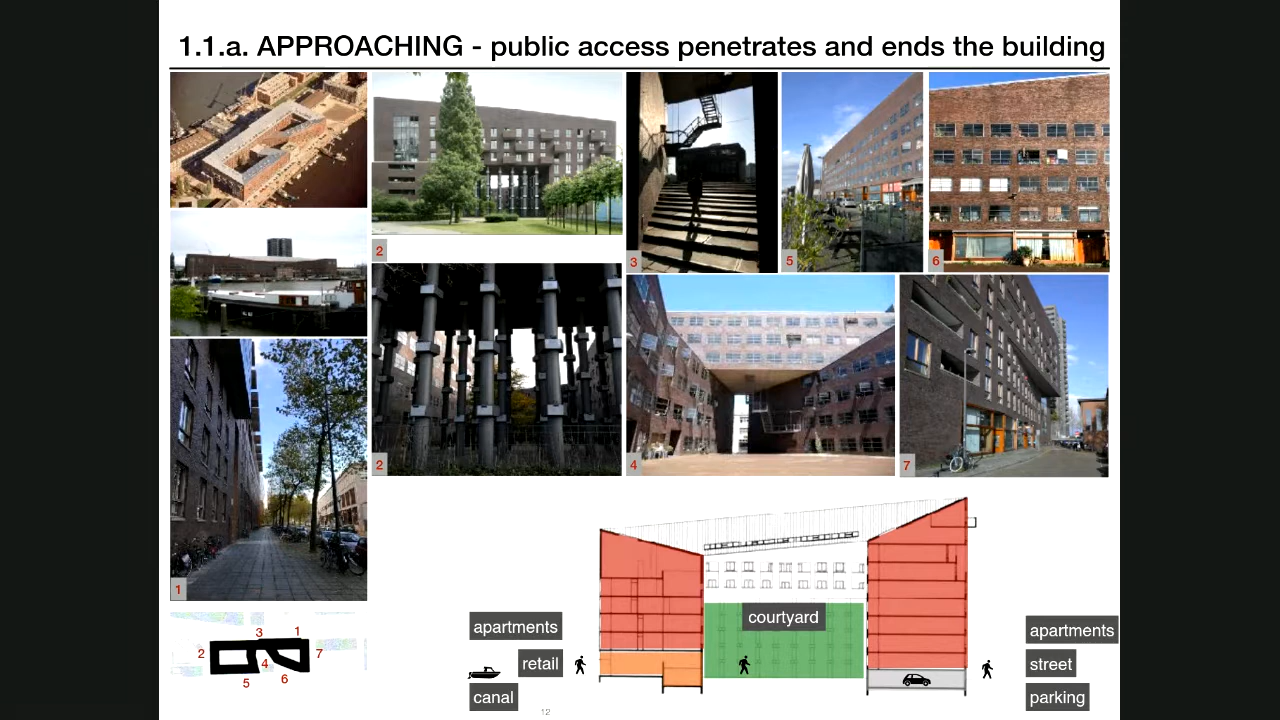 1.1.a. APPROACHING - public access penetrates and ends the building
2
3
5
6
2
4
7
1
3
1
2
7
4
5
6
apartments
retail
canal
courtyard
apartments
street
parking
12